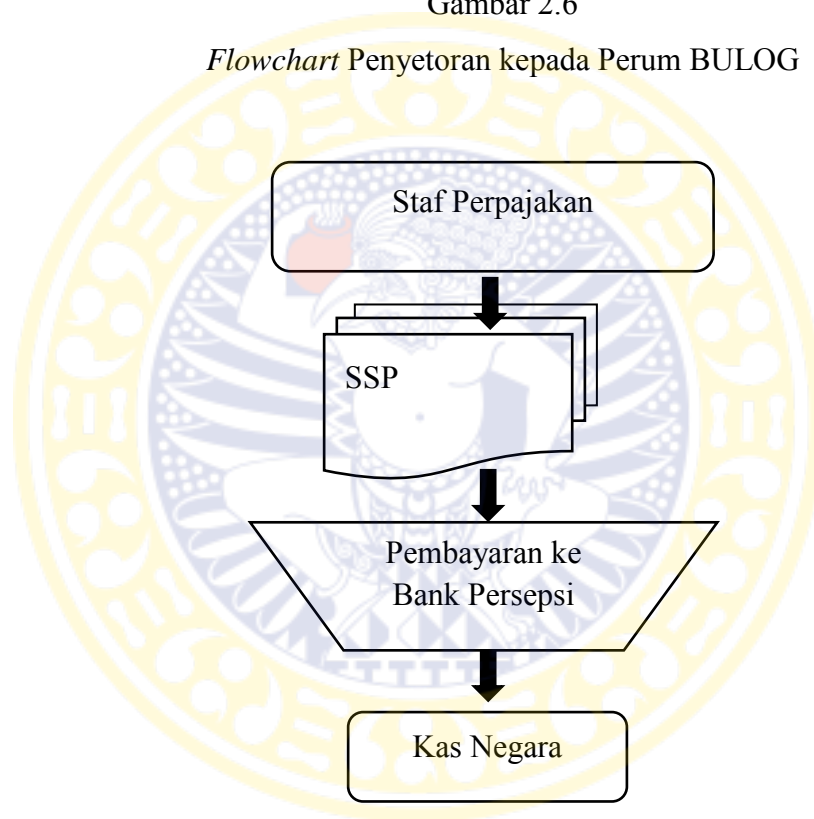 Gambar 2.6
Flowchart Penyetoran kepada Perum BULOG
Staf Perpajakan
SSP
Pembayaran ke
Bank Persepsi
Kas Negara